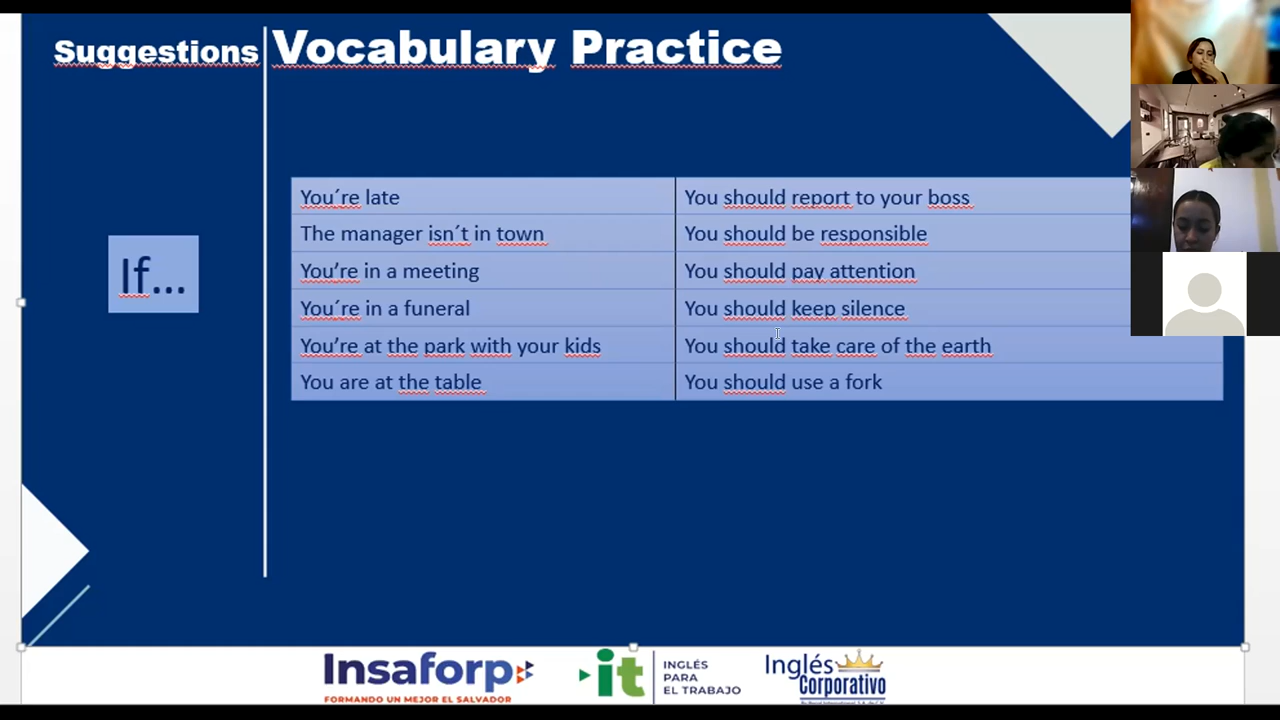 Suggestions
Vocabulary Practice
If...
You´re late
You should report to your boss
The manager isn´t in town
You should be responsible
You’re in a meeting
You should pay attention
You´re in a funeral
You should keep silence
You’re at the park with your kids
You should take care of the earth
You are at the table
You should use a fork
Insaforp
FORMANDO UN MEJOR EL SALVADOR
it
INGLÉS
PARA
EL TRABAJO
Inglés
Corporativo